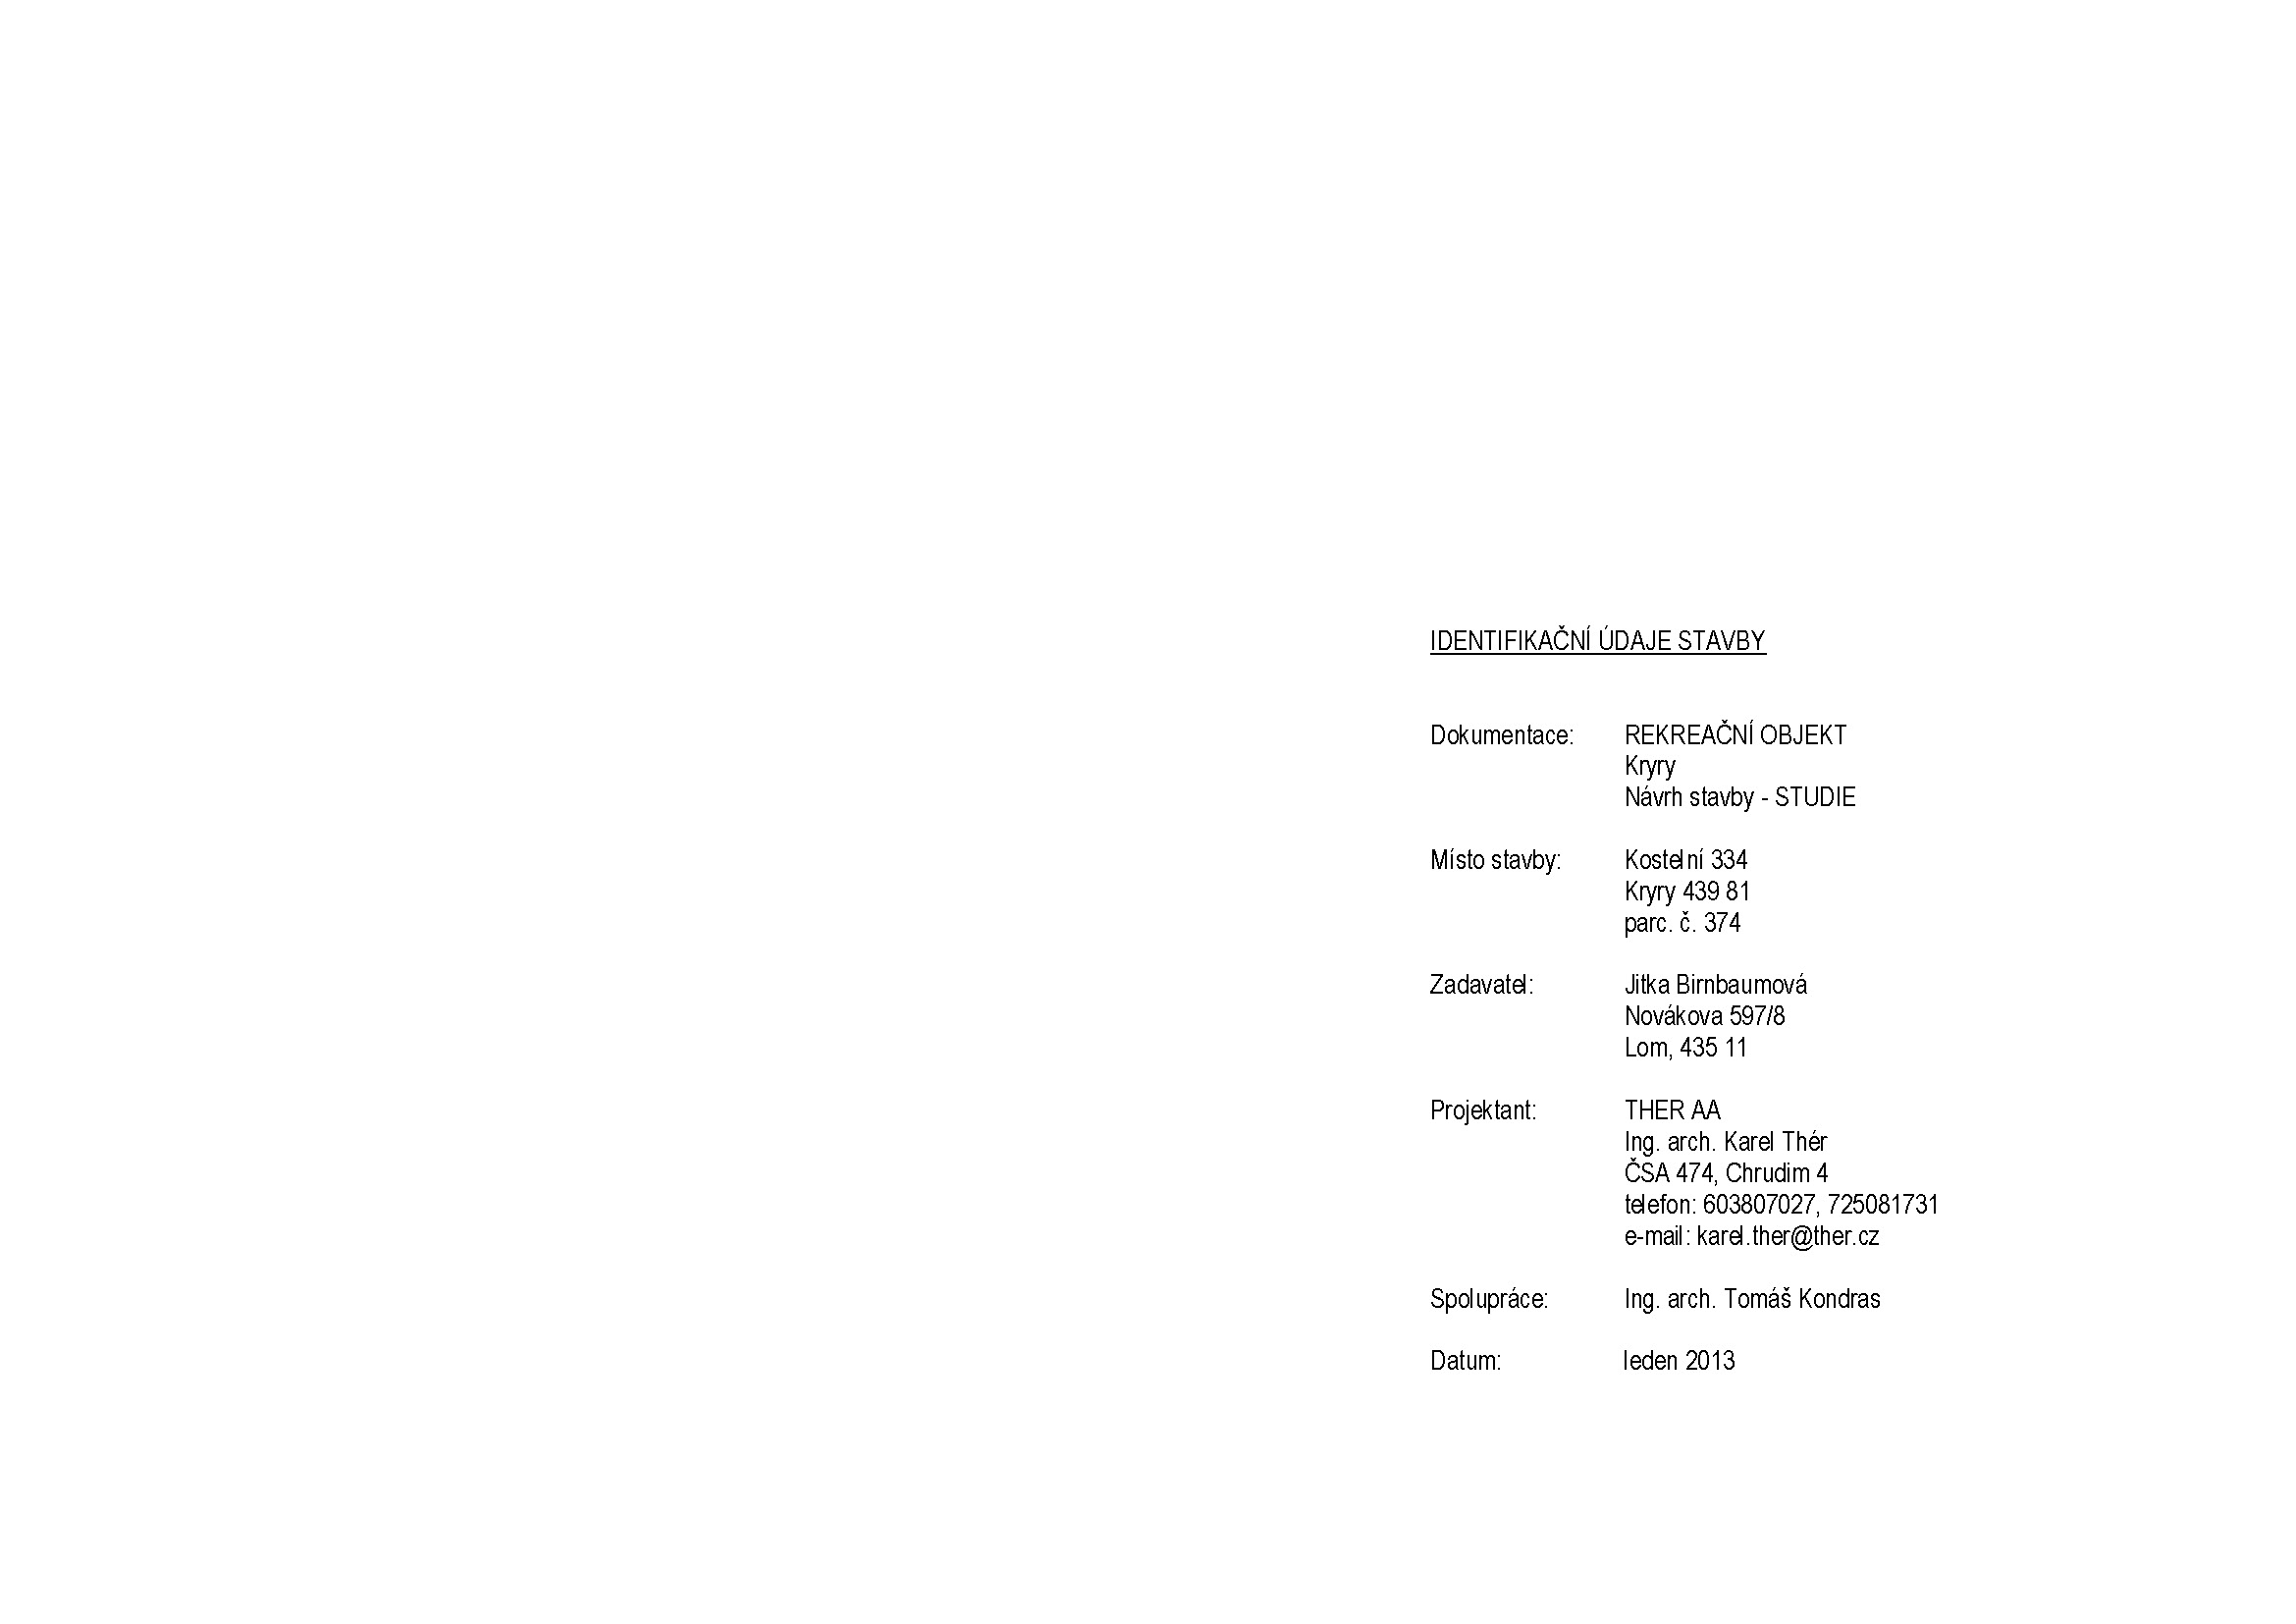 IDENTIFIKAČNÍ ÚDAJE STAVBY
Dokumentace: REKREAČNÍ OBJEKT
Kryry
Návrh stavby - STUDIE
Místo stavby: Kostelní 334
Kryry 439 81
parc. č. 374
Zadavatel: Jitka Birnbaumová
Novákova 597/8
Lom, 435 11
Projektant: THER AA
Ing. arch. Karel Thér
ČSA 474, Chrudim 4
telefon: 603807027, 725081731
e-mail: karel.ther@ther.cz
Spolupráce: Ing. arch. Tomáš Kondras
Datum: leden 2013